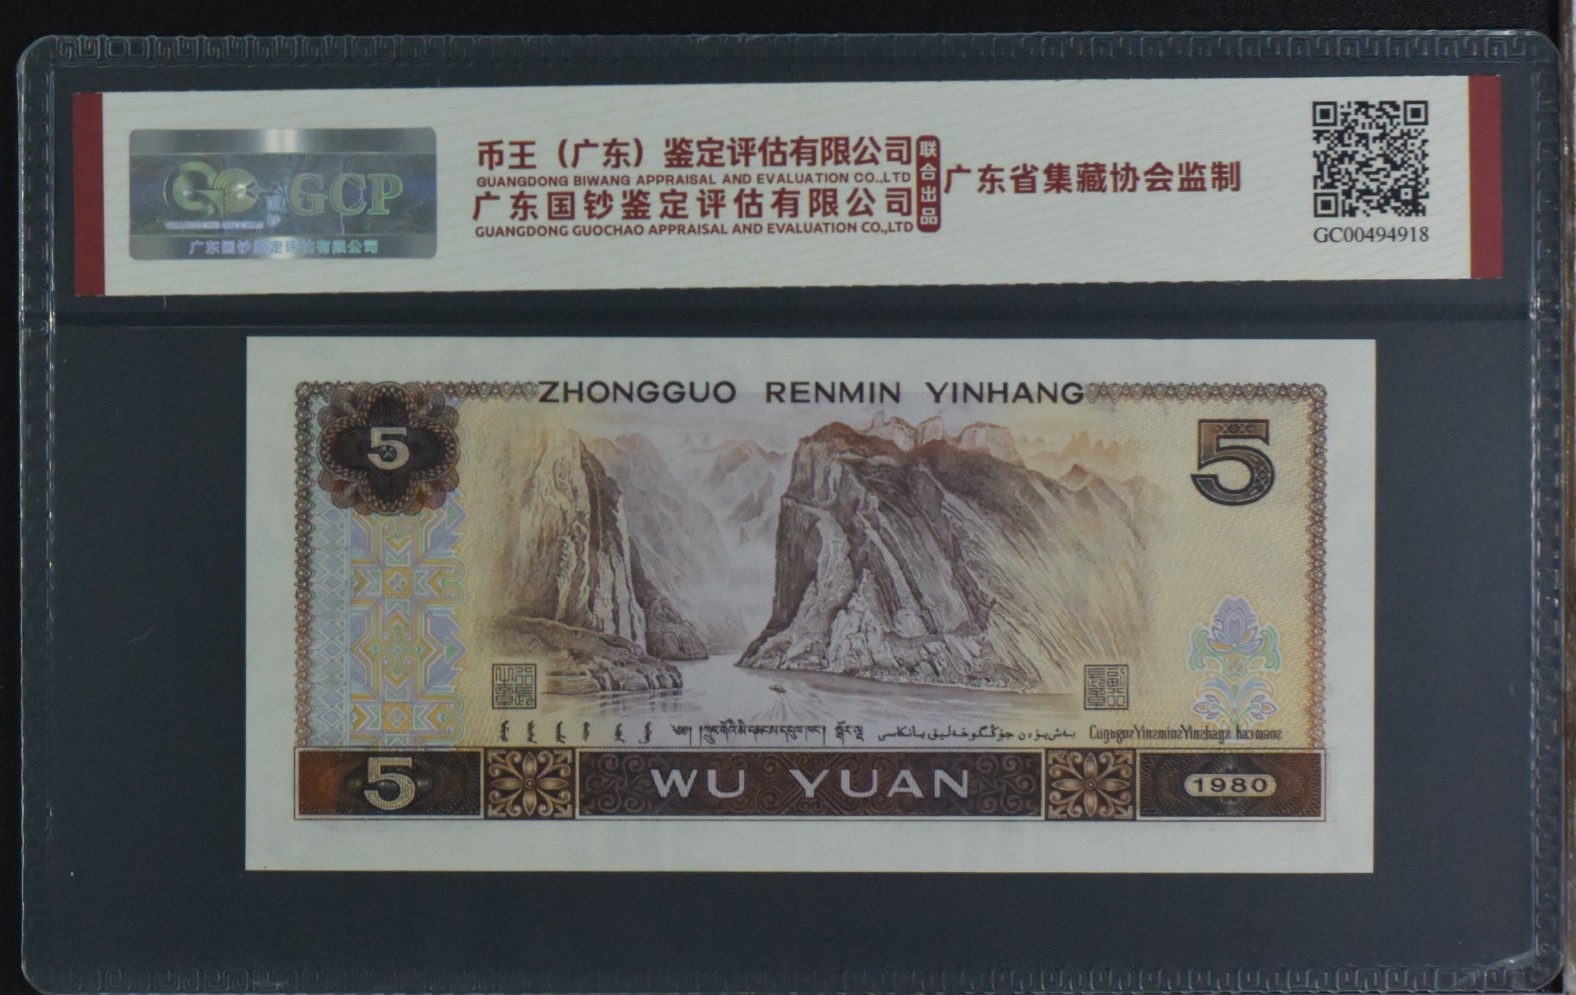 GCP
广东国钞鉴定评估有限公司
币王（广东）鉴定评估有限公司
GUANGDONG BIWANG APPRAISAL AND EVALUATION CO.,LTD
广东国钞鉴定评估有限公司
GUANGDONG GUOCHAO APPRAISAL AND EVALUATION CO.,LTD
联合出品
广东省集藏协会监制
GC00494918
ZHONGGUO RENMIN YINHANG
5
5
5
WU YUAN
1980